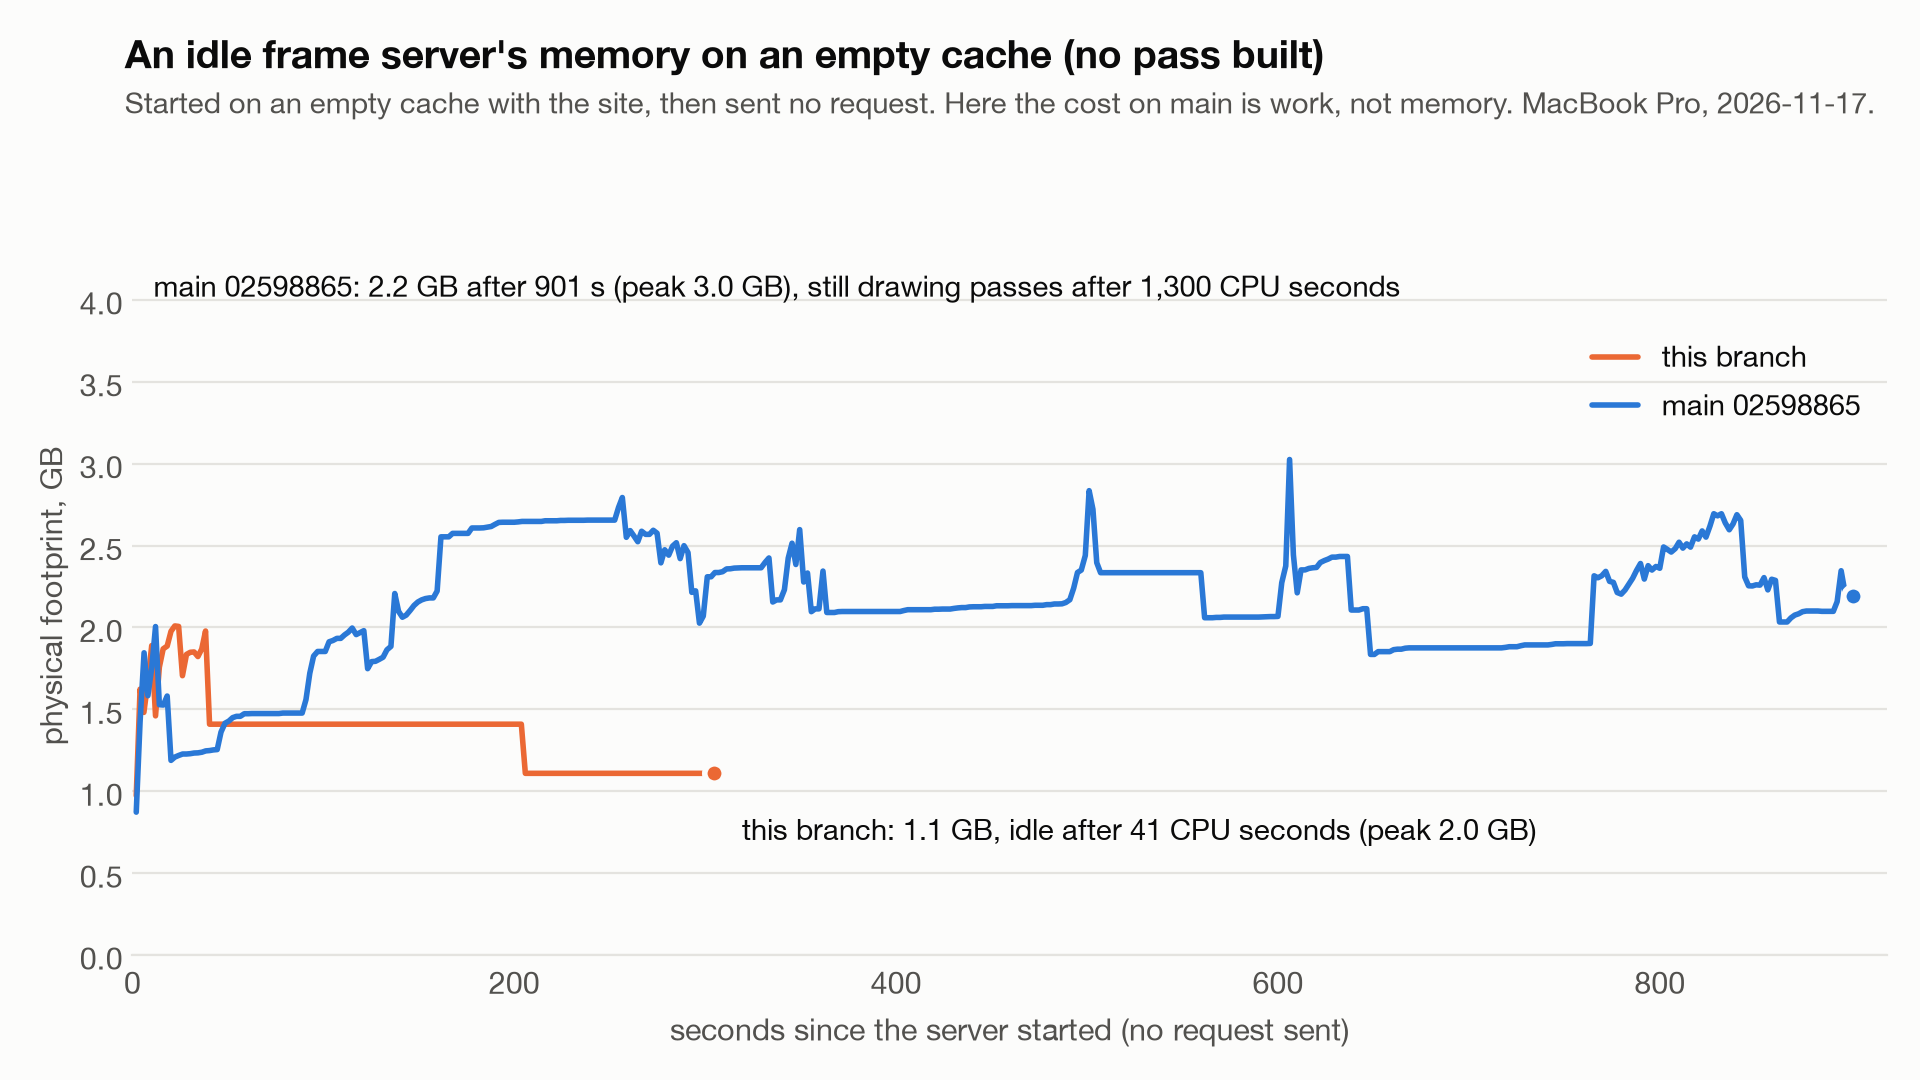 An idle frame server's memory on an empty cache (no pass built)
Started on an empty cache with the site, then sent no request. Here the cost on main is work, not memory. MacBook Pro, 2026-11-17.
main 02598865: 2.2 GB after 901 s (peak 3.0 GB), still drawing passes after 1,300 CPU seconds
4.0
this branch
3.5
main 02598865
3.0
2.5
2.0
1.5
1.0
this branch: 1.1 GB, idle after 41 CPU seconds (peak 2.0 GB)
0.5
0.0
physical footprint, GB
0 200 400 600 800
seconds since the server started (no request sent)